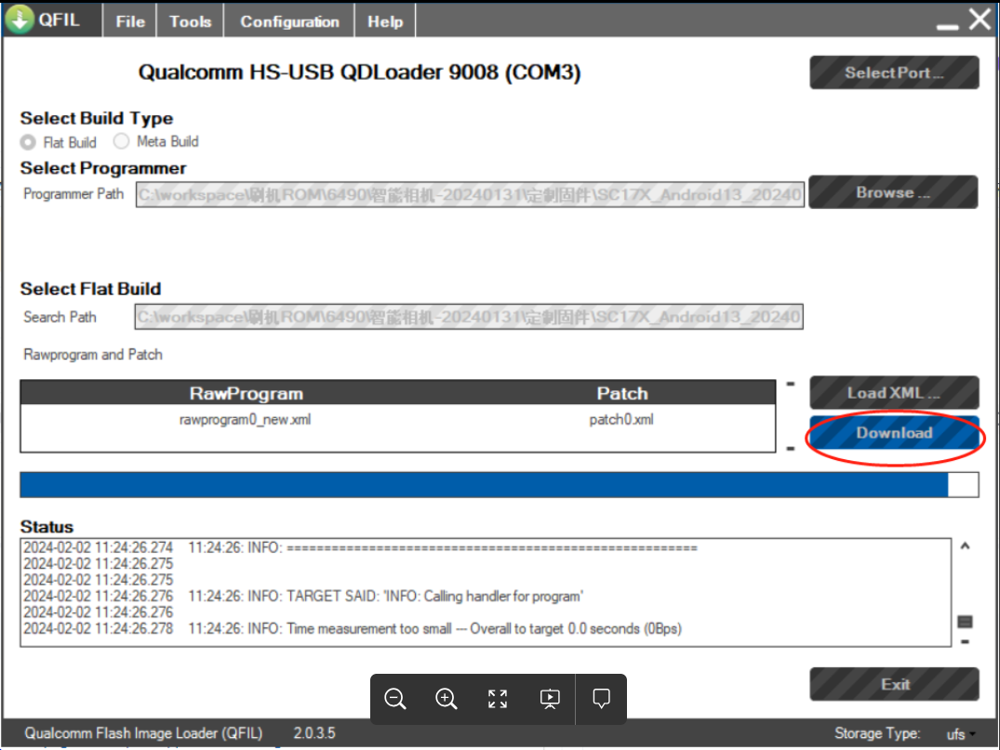 QFIL File Tools Configuration Help
Qualcomm HS-USB QDLoader 9008 (COM3)
Select Port ...
Select Build Type
Flat Build Meta Build
Select Programmer
Programmer Path C:\workspace\刷机ROM\6490\智能相机-20240131\定制固件\SC17X_Android13_20240 Browse ...
Select Flat Build
Search Path C:\workspace\刷机ROM\6490\智能相机-20240131\定制固件\SC17X_Android13_20240
Rawprogram and Patch
RawProgram Patch
Load XML ...
rawprogram0_new.xml patch0.xml
Download
Status
2024-02-02 11:24:26.274 11:24:26: INFO: =======================================================
2024-02-02 11:24:26.275
2024-02-02 11:24:26.275
2024-02-02 11:24:26.276 11:24:26: INFO: TARGET SAID: 'INFO: Calling handler for program'
2024-02-02 11:24:26.276
2024-02-02 11:24:26.278 11:24:26: INFO: Time measurement too small --- Overall to target 0.0 seconds (0Bps)
Exit
Qualcomm Flash Image Loader (QFIL) 2.0.3.5 Storage Type: ufs